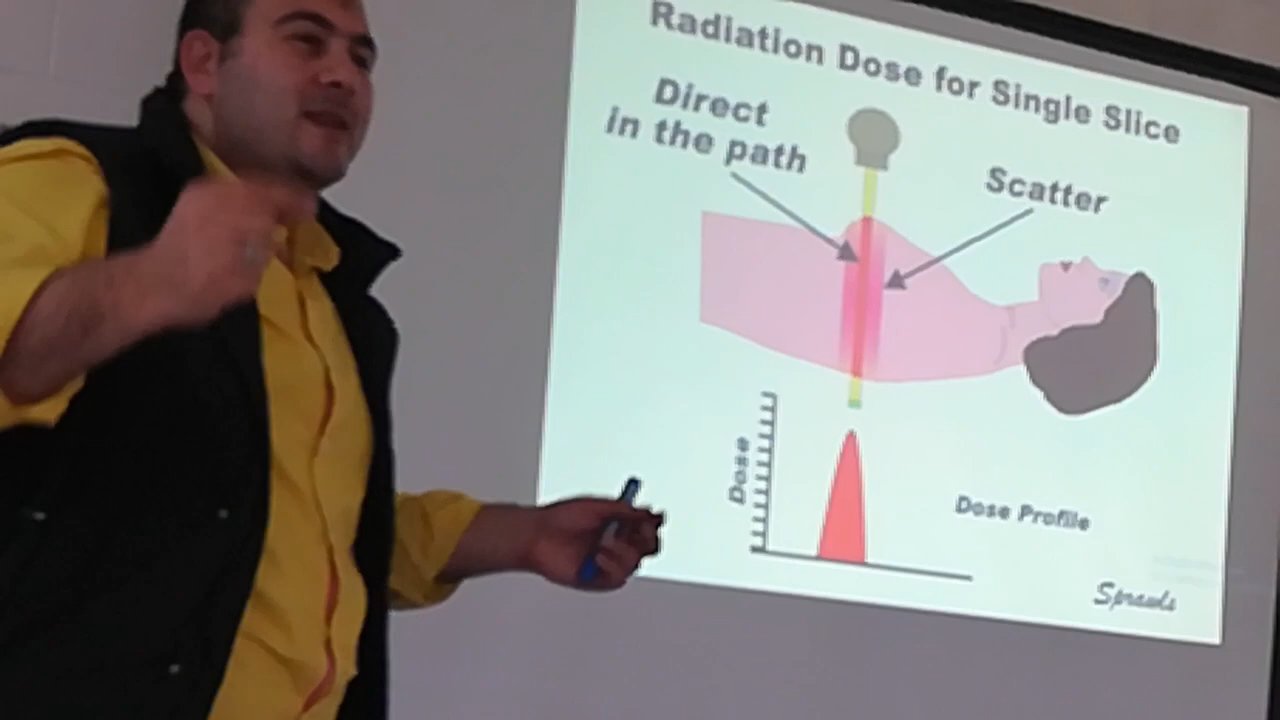 Radiation Dose for Single Slice
Direct
in the path
Scatter
Dose
Dose Profile
Sprawls